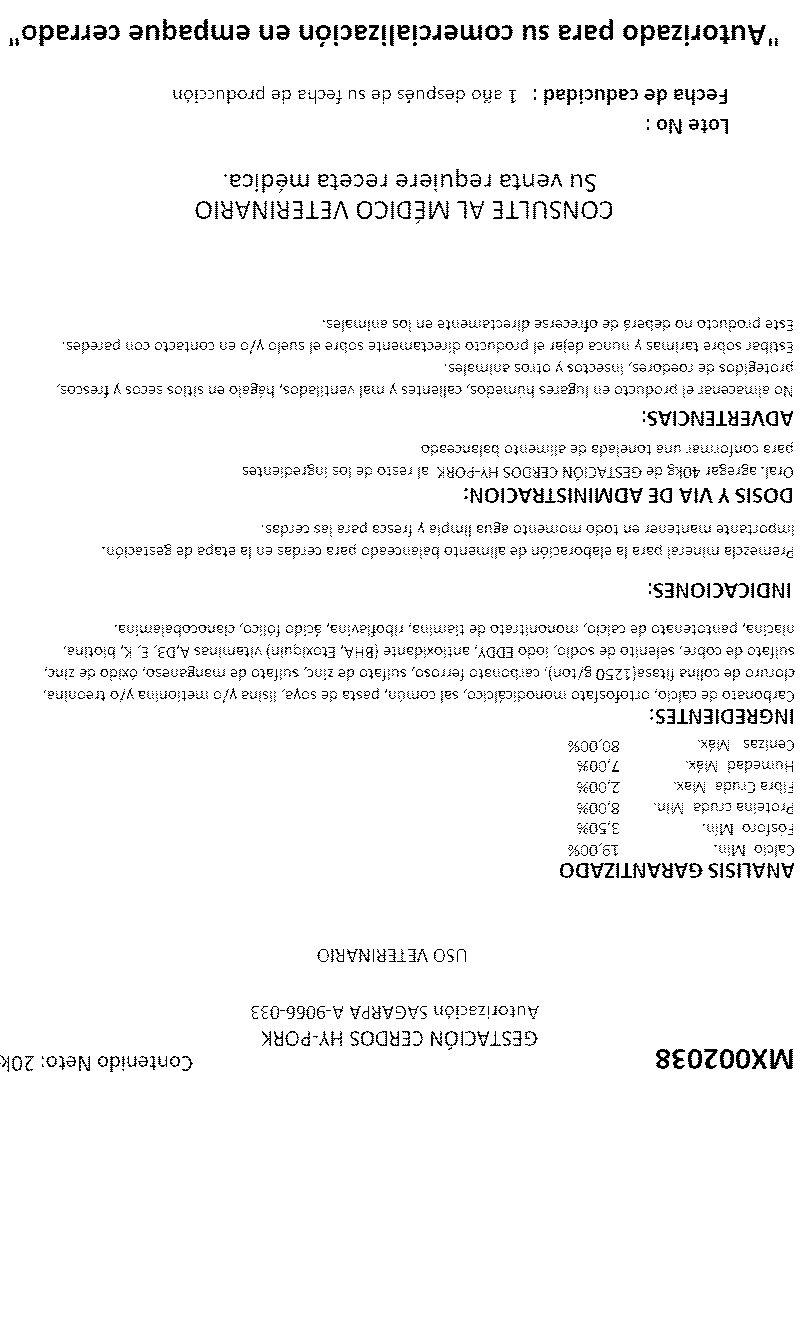 MX002038
Contenido Neto: 20k
GESTACIÓN CERDOS HY-PORK
Autorización SAGARPA A-9066-033
USO VETERINARIO
ANALISIS GARANTIZADO
Calcio Mín. 19,00%
Fósforo Mín. 3,50%
Proteína cruda Min. 8,00%
Fibra Cruda Max. 2,00%
Humedad Máx. 7,00%
Cenizas Máx. 80,00%
INGREDIENTES:
Carbonato de calcio, ortofosfato monodicálcico, sal común, pasta de soya, lisina y/o metionina y/o treonina,
cloruro de colina fitasa(1250 g/ton), carbonato ferroso, sulfato de zinc, sulfato de manganeso, óxido de zinc,
sulfato de cobre, selenito de sodio, iodo EDDY, antioxidante (BHA, Etoxiquin) vitaminas A,D3, E, K, biotina,
niacina, pantotenato de calcio, mononitrato de tiamina, riboflavina, ácido fólico, cianocobalamina.
INDICACIONES:
Premezcla mineral para la elaboración de alimento balanceado para cerdas en la etapa de gestación.
Importante mantener en todo momento agua limpia y fresca para las cerdas.
DOSIS Y VIA DE ADMINISTRACION:
Oral. agregar 40kg de GESTACIÓN CERDOS HY-PORK al resto de los ingredientes
para conformar una tonelada de alimento balanceado
ADVERTENCIAS:
No almacenar el producto en lugares humedos, calientes y mal ventilados, hágalo en sitios secos y frescos,
protegidos de roedores, insectos y otros animales.
Estibar sobre tarimas y nunca dejar el producto directamente sobre el suelo y/o en contacto con paredes.
Este producto no deberá de ofrecerse directamente en los animales.
CONSULTE AL MÉDICO VETERINARIO
Su venta requiere receta médica.
Lote No :
Fecha de caducidad : 1 año después de su fecha de producción
"Autorizado para su comercialización en empaque cerrado"